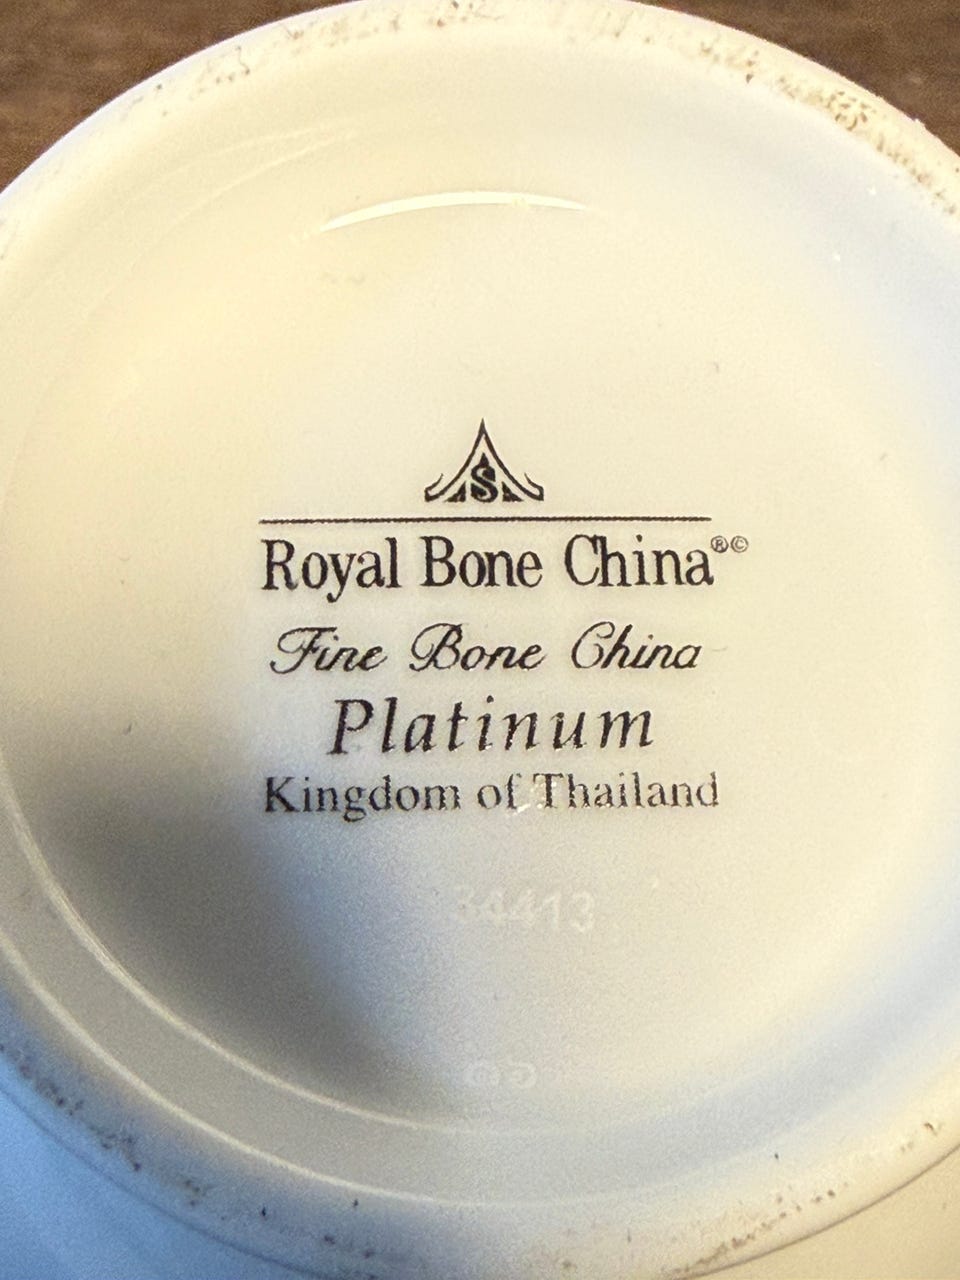 S
Royal Bone China®©
Fine Bone China
Platinum
Kingdom of Thailand
34413